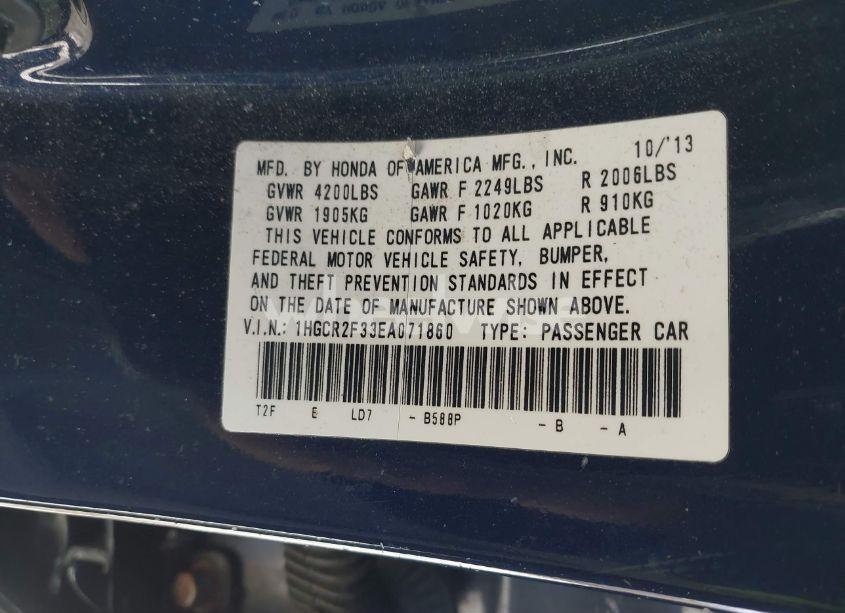 MFD. BY HONDA OF AMERICA MFG., INC. 10/'13
GVWR 4200LBS GAWR F 2249LBS R 2006LBS
GVWR 1905KG GAWR F 1020KG R 910KG
THIS VEHICLE CONFORMS TO ALL APPLICABLE
FEDERAL MOTOR VEHICLE SAFETY, BUMPER,
AND THEFT PREVENTION STANDARDS IN EFFECT
ON THE DATE OF MANUFACTURE SHOWN ABOVE.
V.I.N.: 1HGCR2F33EA071860 TYPE: PASSENGER CAR
T2F E LD7 - B588P - B - A